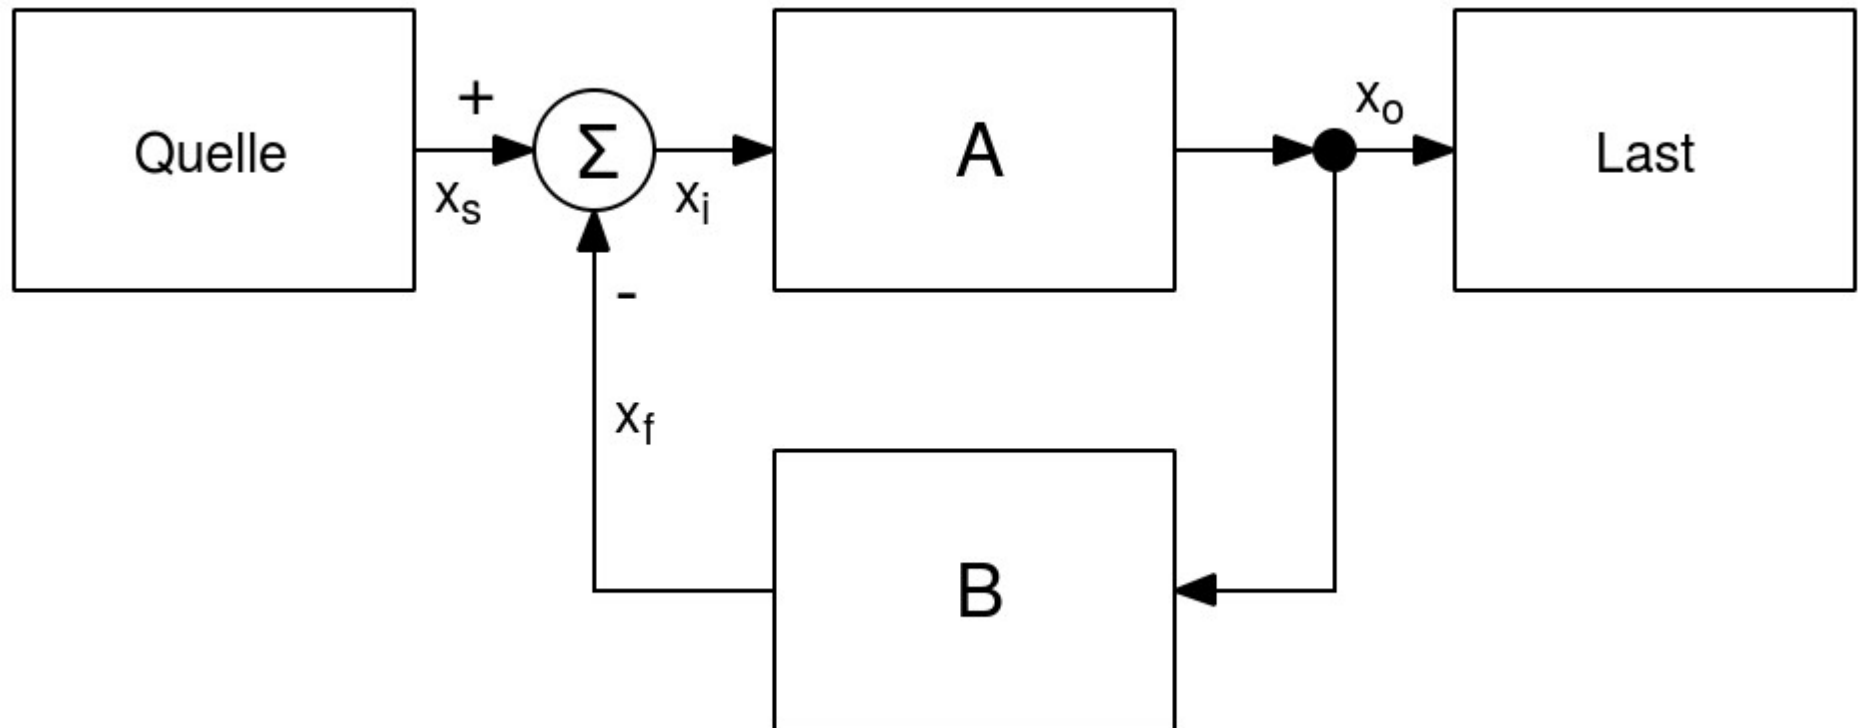 Quelle
+
xs
Σ
xi
A
xo
Last
-
xf
B